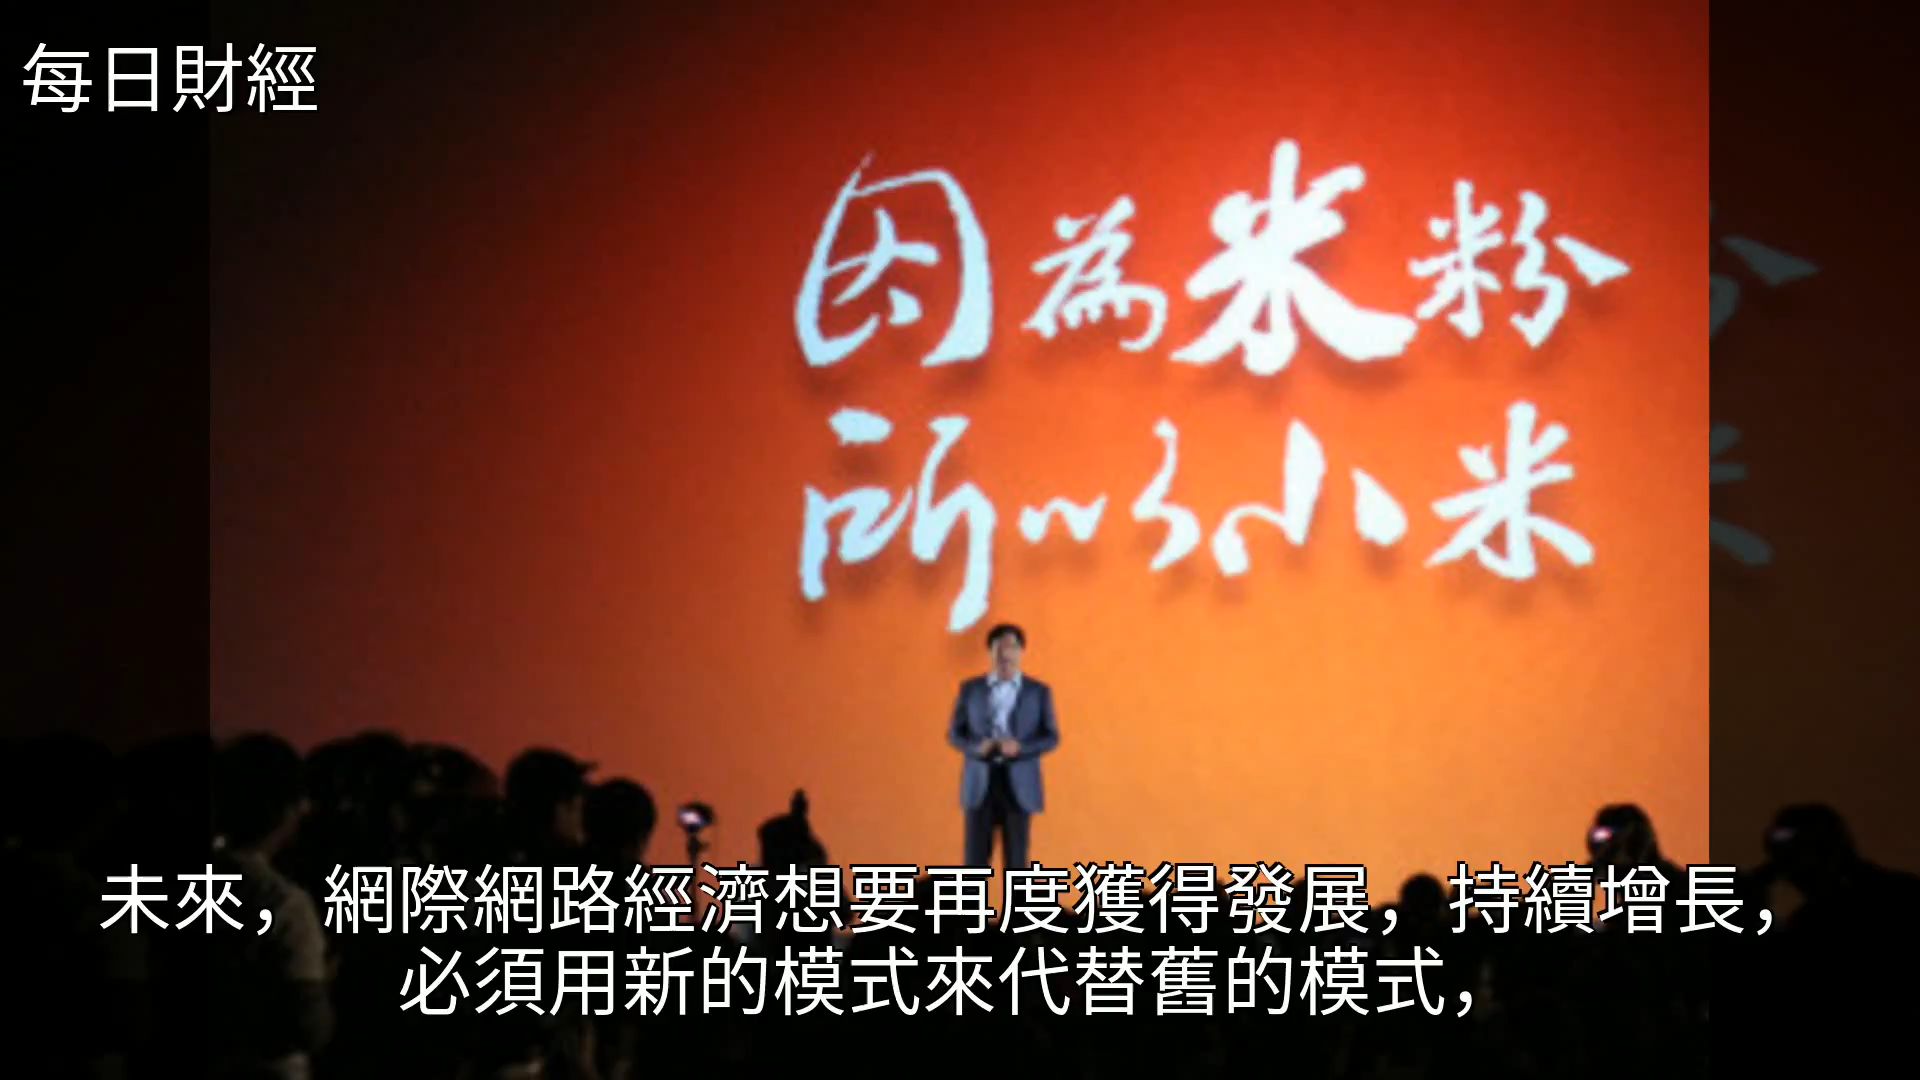 每日財經
因為米粉
所以小米
未來，網際網路經濟想要再度獲得發展，持續增長，
必須用新的模式來代替舊的模式，